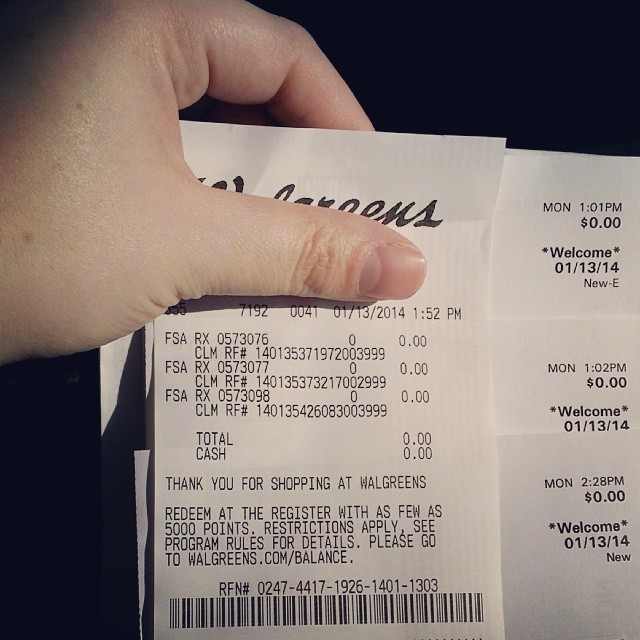 Walgreens
7192 0041 01/13/2014 1:52 PM
FSA RX 0573076 0 0.00
CLM RF# 140135371972003999
FSA RX 0573077 0 0.00
CLM RF# 140135373217002999
FSA RX 0573098 0 0.00
CLM RF# 140135426083003999
TOTAL 0.00
CASH 0.00
THANK YOU FOR SHOPPING AT WALGREENS
REDEEM AT THE REGISTER WITH AS FEW AS
5000 POINTS. RESTRICTIONS APPLY, SEE
PROGRAM RULES FOR DETAILS. PLEASE GO
TO WALGREENS.COM/BALANCE.
RFN# 0247-4417-1926-1401-1303
MON 1:01PM
$0.00
*Welcome*
01/13/14
New-E
MON 1:02PM
$0.00
*Welcome*
01/13/14
MON 2:28PM
$0.00
*Welcome*
01/13/14
New